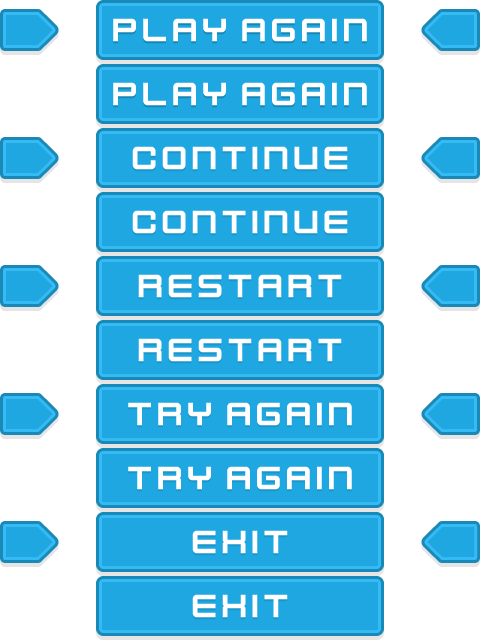 PLAY AGAIN
PLAY AGAIN
CONTINUE
CONTINUE
RESTART
RESTART
TRY AGAIN
TRY AGAIN
EXIT
EXIT